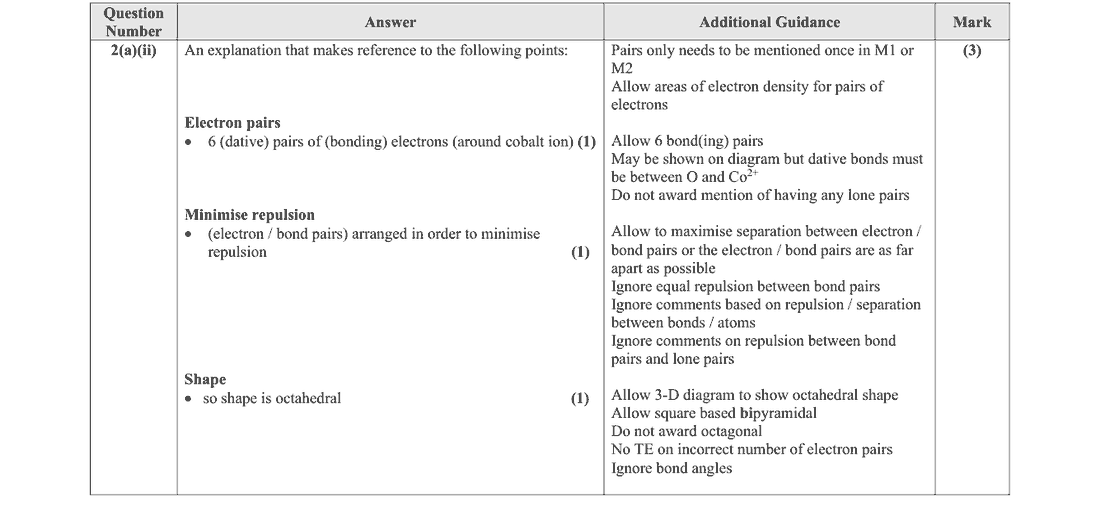 Question Number
Answer
Additional Guidance
Mark
2(a)(ii)
An explanation that makes reference to the following points:
Pairs only needs to be mentioned once in M1 or
M2
Allow areas of electron density for pairs of
electrons
(3)
Electron pairs
• 6 (dative) pairs of (bonding) electrons (around cobalt ion) (1)
Allow 6 bond(ing) pairs
May be shown on diagram but dative bonds must
be between O and Co²⁺
Do not award mention of having any lone pairs
Minimise repulsion
• (electron / bond pairs) arranged in order to minimise
repulsion (1)
Allow to maximise separation between electron /
bond pairs or the electron / bond pairs are as far
apart as possible
Ignore equal repulsion between bond pairs
Ignore comments based on repulsion / separation
between bonds / atoms
Ignore comments on repulsion between bond
pairs and lone pairs
Shape
• so shape is octahedral (1)
Allow 3-D diagram to show octahedral shape
Allow square based bipyramidal
Do not award octagonal
No TE on incorrect number of electron pairs
Ignore bond angles